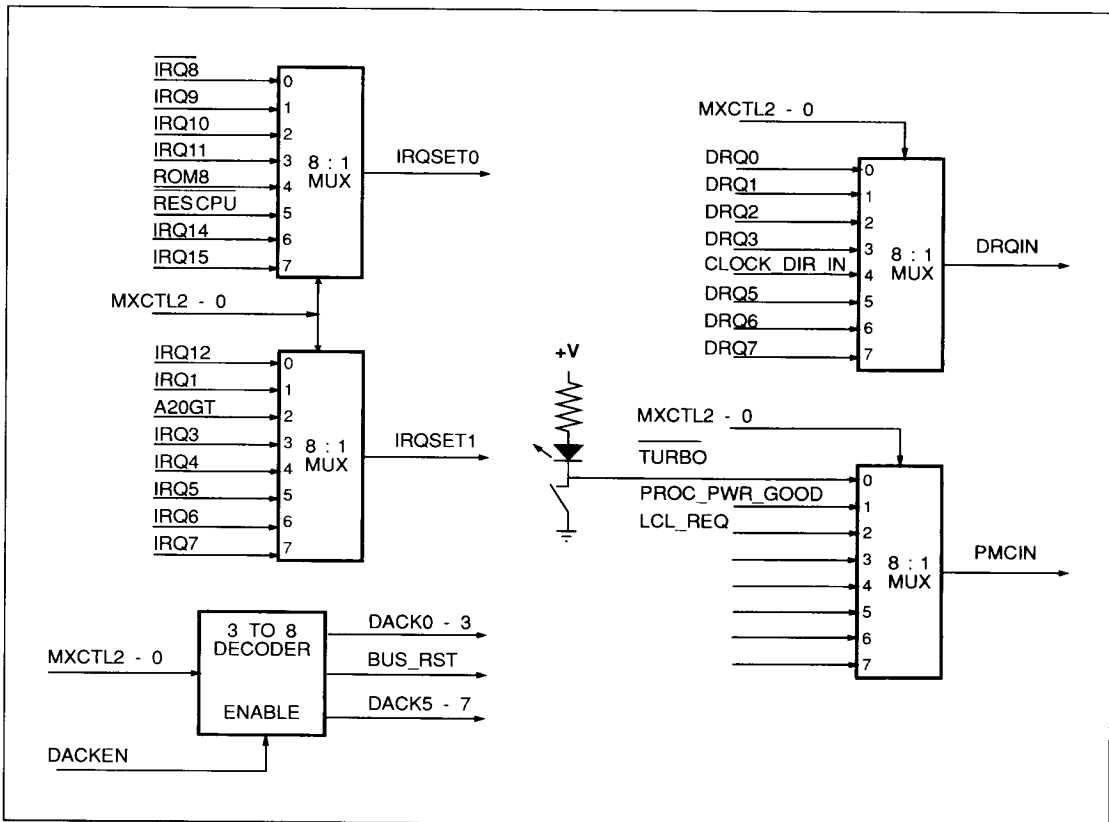 IRQ8
IRQ9
IRQ10
IRQ11
ROM8
RESCPU
IRQ14
IRQ15
0
1
2
3
4
5
6
7
8 : 1
MUX
IRQSET0
MXCTL2 - 0
IRQ12
IRQ1
A20GT
IRQ3
IRQ4
IRQ5
IRQ6
IRQ7
0
1
2
3
4
5
6
7
8 : 1
MUX
IRQSET1
MXCTL2 - 0
3 TO 8
DECODER
ENABLE
DACK0 - 3
BUS_RST
DACK5 - 7
DACKEN
MXCTL2 - 0
DRQ0
DRQ1
DRQ2
DRQ3
CLOCK_DIR_IN
DRQ5
DRQ6
DRQ7
0
1
2
3
4
5
6
7
8 : 1
MUX
DRQIN
+V
MXCTL2 - 0
TURBO
PROC_PWR_GOOD
LCL_REQ
0
1
2
3
4
5
6
7
8 : 1
MUX
PMCIN